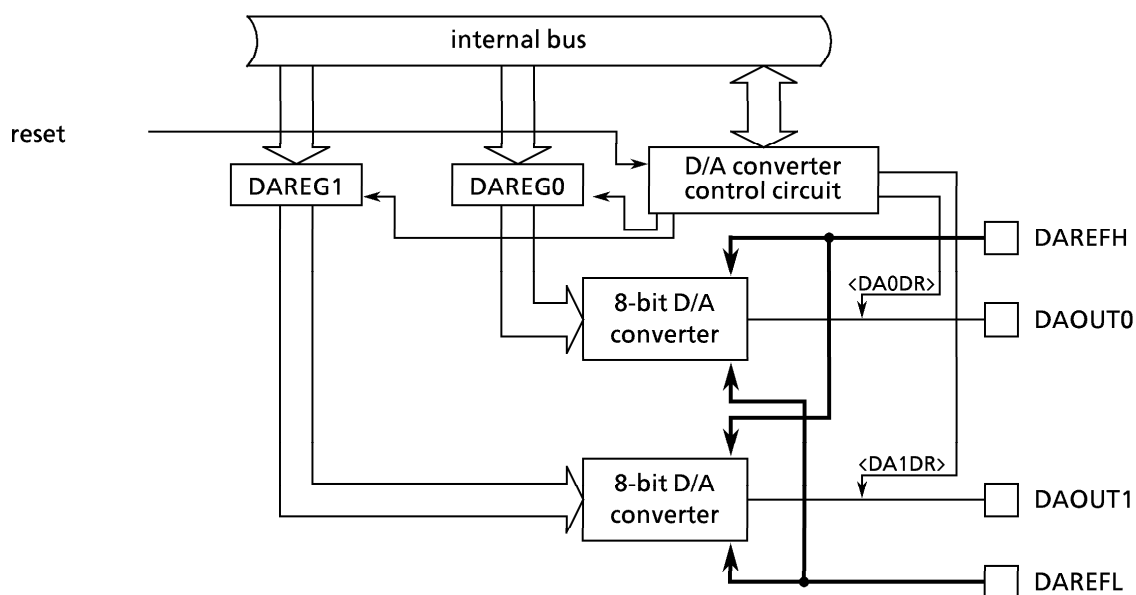 internal bus
reset
D/A converter
control circuit
DAREG1
DAREG0
DAREFH
<DA0DR>
8-bit D/A
converter
DAOUT0
<DA1DR>
8-bit D/A
converter
DAOUT1
DAREFL